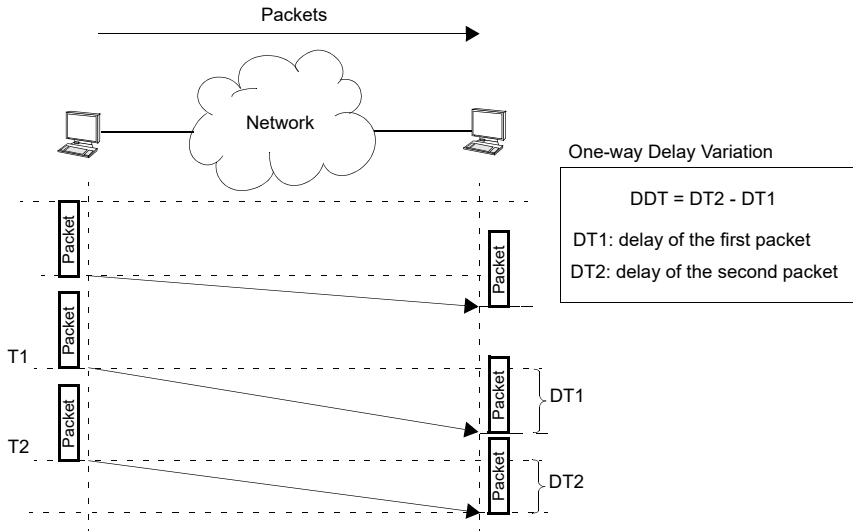 Packets
Network
One-way Delay Variation
DDT = DT2 - DT1
DT1: delay of the first packet
DT2: delay of the second packet
Packet
Packet
Packet
T1
Packet
DT1
Packet
T2
Packet
DT2